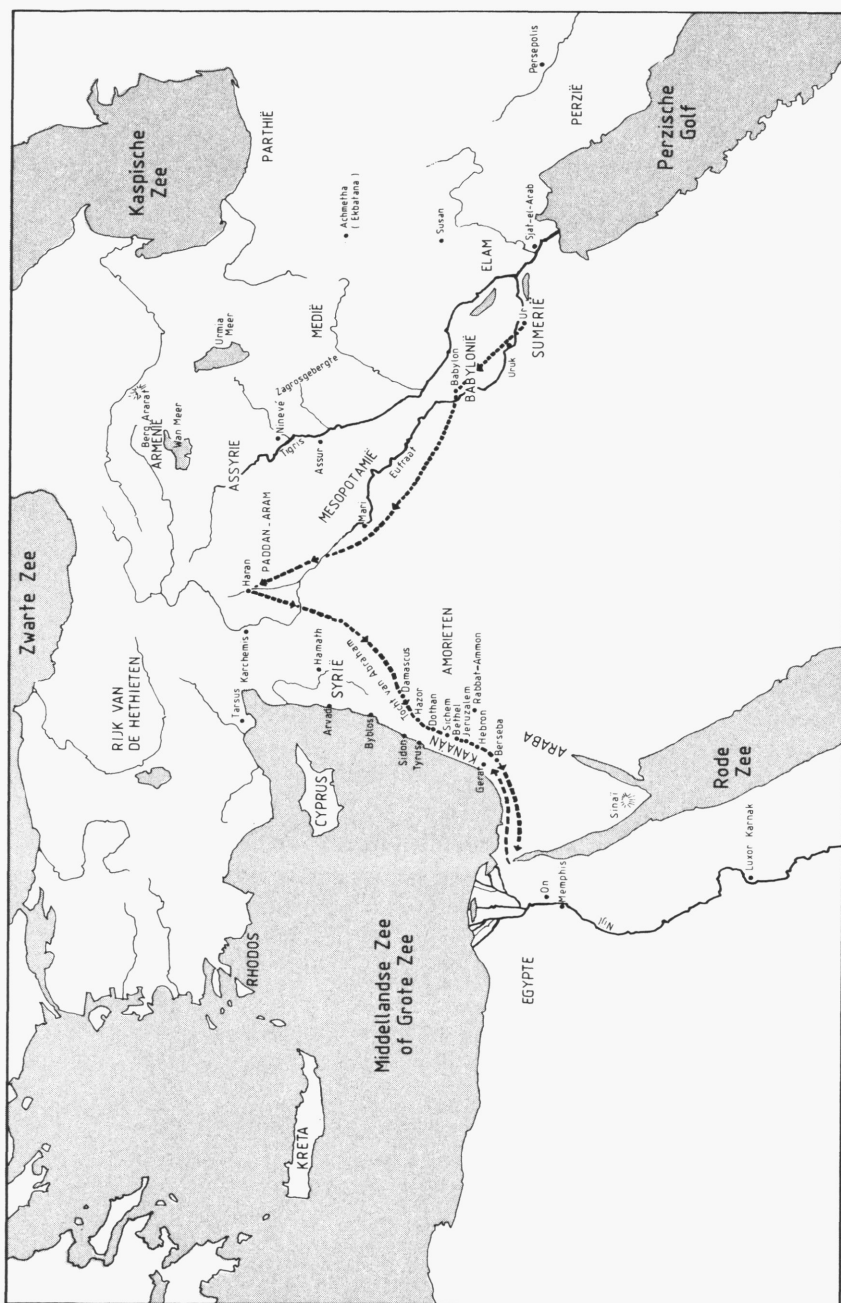 Zwarte Zee
Kaspische
Zee
RIJK VAN
DE HETHIETEN
Berg Ararat
ARMENIË
Wan Meer
Urmia
Meer
PARTHIË
RHODOS
Tarsus
Karchemis
Haran
PADDAN-ARAM
ASSYRIE
Ninevé
Tigris
Zagrosgebergte
MEDIË
Assur
Achmetha
(Ekbatana)
KRETA
CYPRUS
Arvad
Hamath
SYRIË
Byblos
Tocht van Abraham
MESOPOTAMIË
Mari
Eufraat
Middellandse Zee
of Grote Zee
Sidon
Tyrus
Damascus
Hazor
Dothan
Sichem
Bethel
Jeruzalem
Hebron
Berseba
KANAÄN
Gerar
AMORIETEN
Rabbat-Ammon
Babylon
BABYLONIË
Susan
ELAM
Uruk
Ur
SUMERIË
Sjat-el-Arab
Persepolis
PERZIË
Perzische
Golf
EGYPTE
On
Memphis
Nijl
ARABA
Sinaï
Rode
Zee
Luxor Karnak